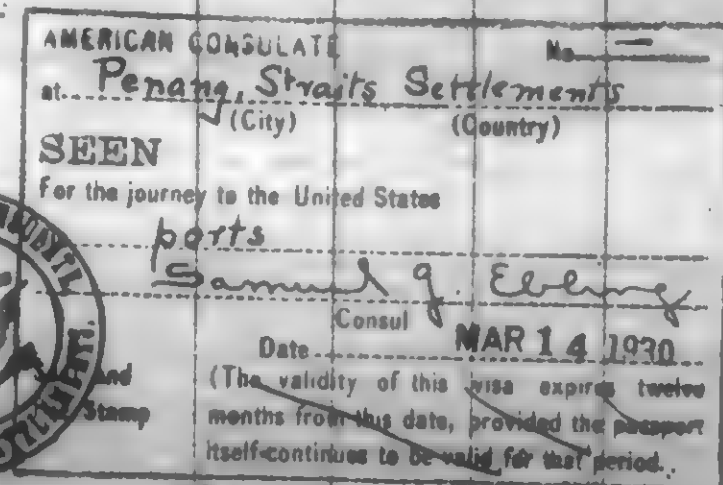 AMERICAN CONSULATE No. —
at Penang, Straits Settlements
(City) (Country)
SEEN
For the journey to the United States
ports
Samuel J. Ebling
Consul
Date MAR 14 1930
(The validity of this visa expires twelve
months from this date, provided the passport
itself continues to be valid for that period.
And
Stamp